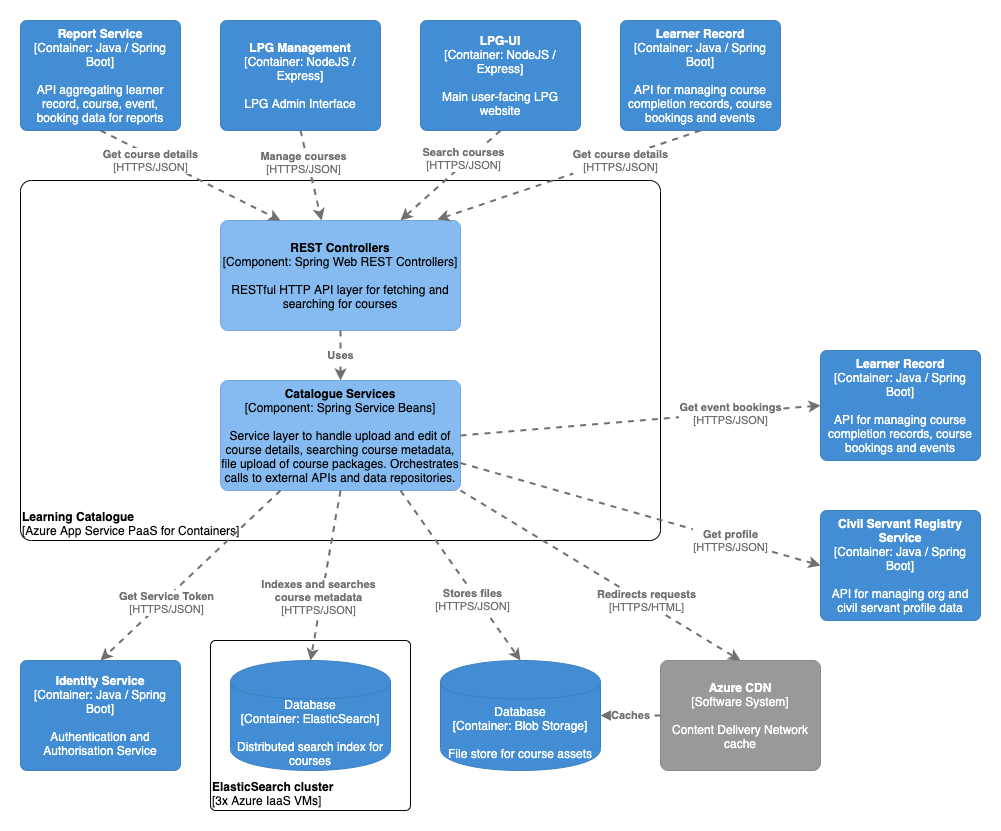 Report Service
[Container: Java / Spring
Boot]
API aggregating learner
record, course, event,
booking data for reports
LPG Management
[Container: NodeJS /
Express]
LPG Admin Interface
LPG-UI
[Container: NodeJS /
Express]
Main user-facing LPG
website
Learner Record
[Container: Java / Spring
Boot]
API for managing course
completion records, course
bookings and events
Get course details
[HTTPS/JSON]
Manage courses
[HTTPS/JSON]
Search courses
[HTTPS/JSON]
Get course details
[HTTPS/JSON]
REST Controllers
[Component: Spring Web REST Controllers]
RESTful HTTP API layer for fetching and
searching for courses
Uses
Catalogue Services
[Component: Spring Service Beans]
Service layer to handle upload and edit of
course details, searching course metadata,
file upload of course packages. Orchestrates
calls to external APIs and data repositories.
Learning Catalogue
[Azure App Service PaaS for Containers]
Get event bookings
[HTTPS/JSON]
Learner Record
[Container: Java / Spring
Boot]
API for managing course
completion records, course
bookings and events
Get profile
[HTTPS/JSON]
Civil Servant Registry
Service
[Container: Java / Spring
Boot]
API for managing org and
civil servant profile data
Get Service Token
[HTTPS/JSON]
Indexes and searches
course metadata
[HTTPS/JSON]
Stores files
[HTTPS/JSON]
Redirects requests
[HTTPS/HTML]
Identity Service
[Container: Java / Spring
Boot]
Authentication and
Authorisation Service
Database
[Container: ElasticSearch]
Distributed search index for
courses
ElasticSearch cluster
[3x Azure IaaS VMs]
Database
[Container: Blob Storage]
File store for course assets
Caches
Azure CDN
[Software System]
Content Delivery Network
cache